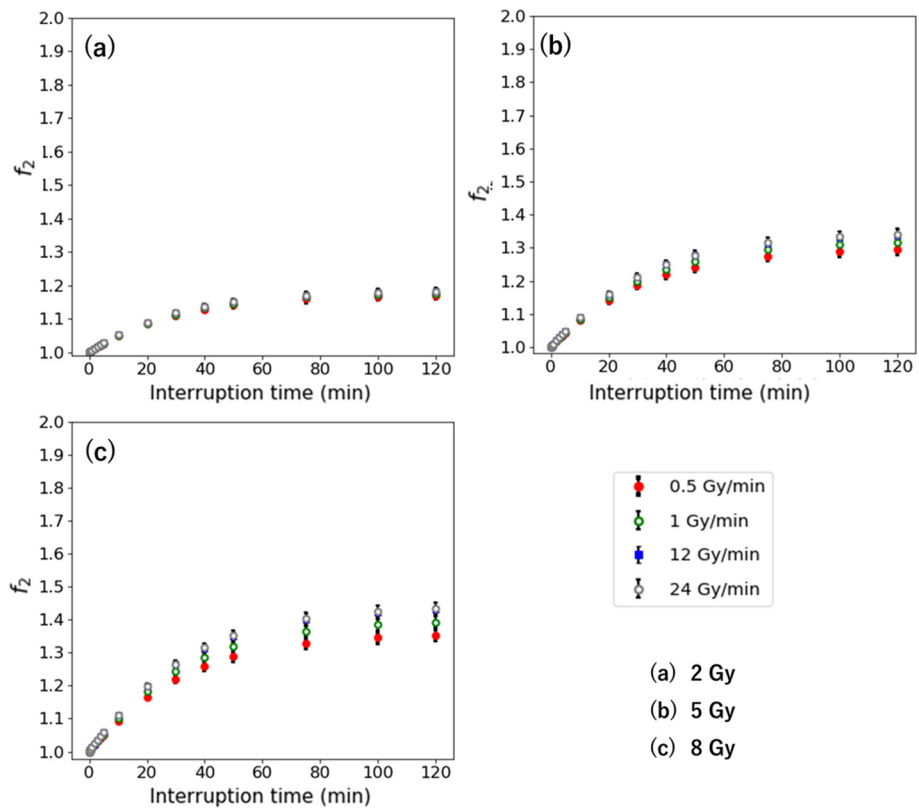 (a)
2.0
1.9
1.8
1.7
1.6
1.5
1.4
1.3
1.2
1.1
1.0
f2
0 20 40 60 80 100 120
Interruption time (min)
(b)
2.0
1.9
1.8
1.7
1.6
1.5
1.4
1.3
1.2
1.1
1.0
f2
0 20 40 60 80 100 120
Interruption time (min)
(c)
2.0
1.9
1.8
1.7
1.6
1.5
1.4
1.3
1.2
1.1
1.0
f2
0 20 40 60 80 100 120
Interruption time (min)
0.5 Gy/min
1 Gy/min
12 Gy/min
24 Gy/min
(a) 2 Gy
(b) 5 Gy
(c) 8 Gy